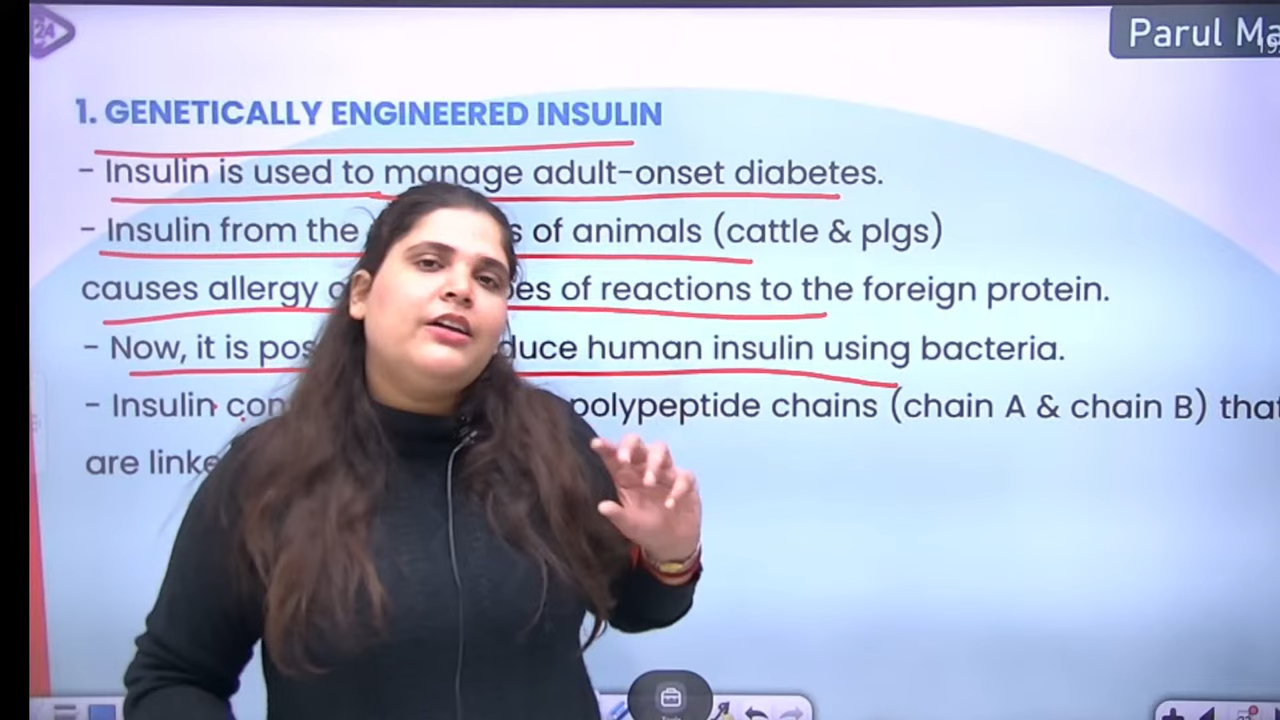 24
Parul Ma
1. GENETICALLY ENGINEERED INSULIN
- Insulin is used to manage adult-onset diabetes.
- Insulin from the s of animals (cattle & plgs)
causes allergy es of reactions to the foreign protein.
- Now, it is pos duce human insulin using bacteria.
- Insulin con polypeptide chains (chain A & chain B) that
are linke